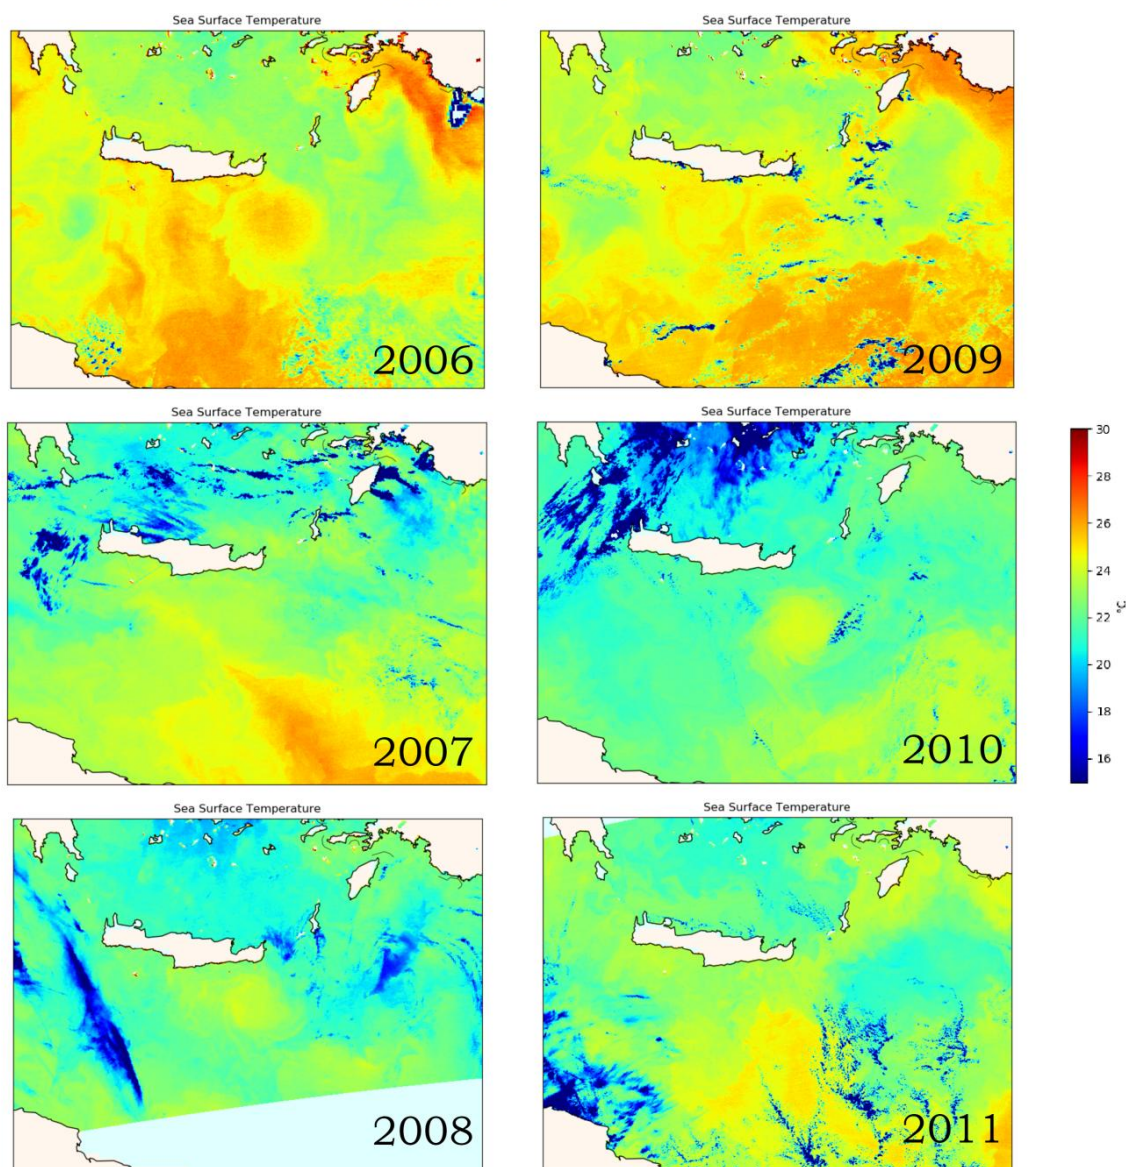 Sea Surface Temperature
2006
Sea Surface Temperature
2009
Sea Surface Temperature
2007
Sea Surface Temperature
2010
30
28
26
24
22
20
18
16
°C
Sea Surface Temperature
2008
Sea Surface Temperature
2011